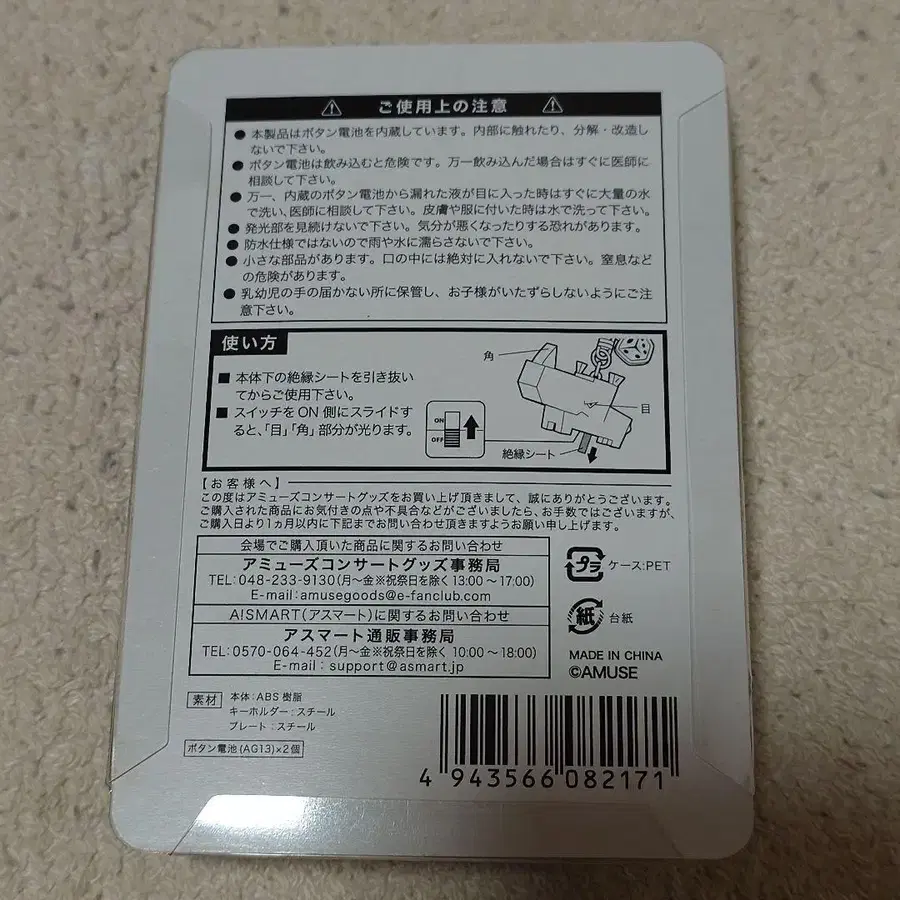 ご使用上の注意
● 本製品はボタン電池を内蔵しています。内部に触れたり、分解・改造し
ないで下さい。
● ボタン電池は飲み込むと危険です。万一飲み込んだ場合はすぐに医師に
相談して下さい。
● 万一、内蔵のボタン電池から漏れた液が目に入った時はすぐに大量の水
で洗い、医師に相談して下さい。皮膚や服に付いた時は水で洗って下さい。
● 発光部を見続けないで下さい。気分が悪くなったりする恐れがあります。
● 防水仕様ではないので雨や水に濡らさないで下さい。
● 小さな部品があります。口の中には絶対に入れないで下さい。窒息など
の危険があります。
● 乳幼児の手の届かない所に保管し、お子様がいたずらしないようにご注
意下さい。
使い方
■ 本体下の絶縁シートを引き抜い
てからご使用下さい。
■ スイッチをON 側にスライドす
ると、「目」「角」部分が光ります。
ON
OFF
角
目
絶縁シート
【お客様へ】
この度はアミューズコンサートグッズをお買い上げ頂きまして、誠にありがとうございます。
ご購入された商品にお気付きの点や不具合などがございましたら、お手数ではございますが、
ご購入日より1ヵ月以内に下記までお問い合わせ頂きますようお願い申し上げます。
会場でご購入頂いた商品に関するお問い合わせ
アミューズコンサートグッズ事務局
TEL:048-233-9130(月〜金※祝祭日を除く 13:00〜17:00)
E-mail:amusegoods@e-fanclub.com
A!SMART(アスマート)に関するお問い合わせ
アスマート通販事務局
TEL:0570-064-452(月〜金※祝祭日を除く 10:00〜18:00)
E-mail : support@asmart.jp
プラ ケース:PET
紙 台紙
MADE IN CHINA
©AMUSE
素材 本体:ABS 樹脂
キーホルダー:スチール
プレート:スチール
ボタン電池(AG13)×2個
4 943566 082171